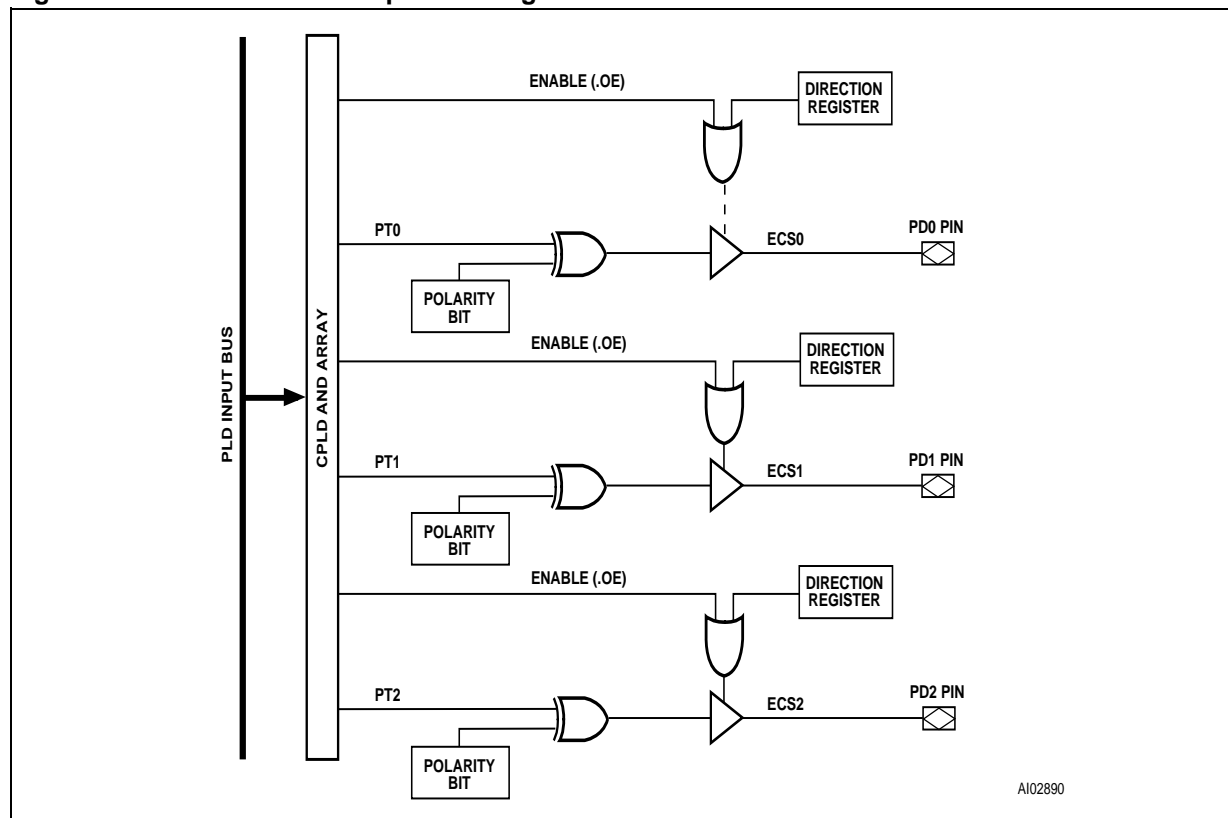 ENABLE (.OE)
DIRECTION
REGISTER
PT0
ECS0
PD0 PIN
POLARITY
BIT
ENABLE (.OE)
DIRECTION
REGISTER
PLD INPUT BUS
CPLD AND ARRAY
PT1
ECS1
PD1 PIN
POLARITY
BIT
ENABLE (.OE)
DIRECTION
REGISTER
PT2
ECS2
PD2 PIN
POLARITY
BIT
AI02890